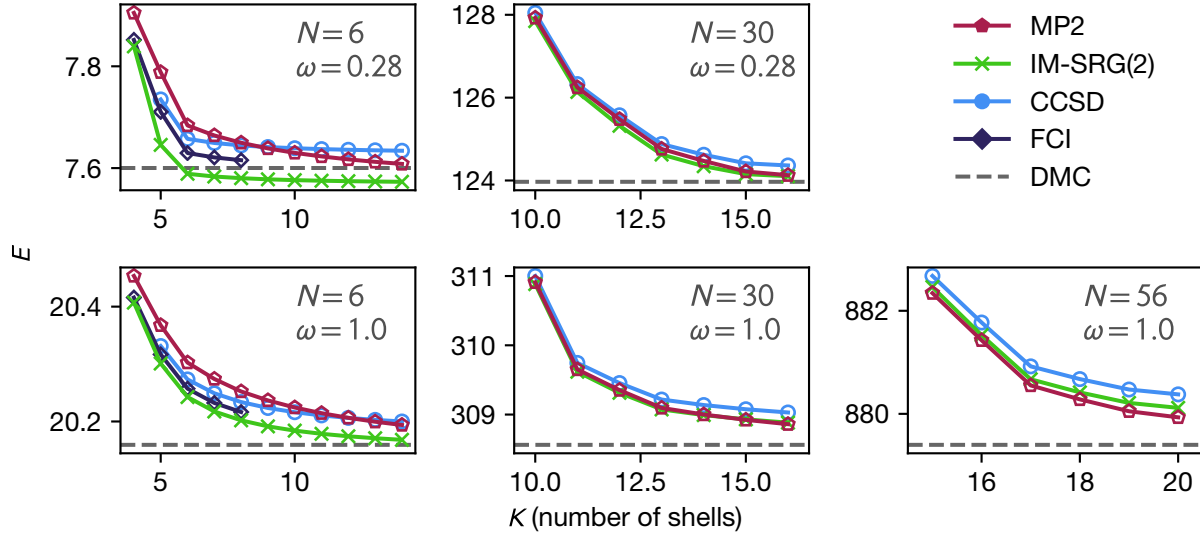 128
7.8
7.6
N = 6
ω = 0.28
5
10
126
124
N = 30
ω = 0.28
10.0
12.5
15.0
MP2
IM-SRG(2)
CCSD
FCI
DMC
E
20.4
20.2
N = 6
ω = 1.0
5
10
311
310
309
N = 30
ω = 1.0
10.0
12.5
15.0
882
880
N = 56
ω = 1.0
16
18
20
K (number of shells)